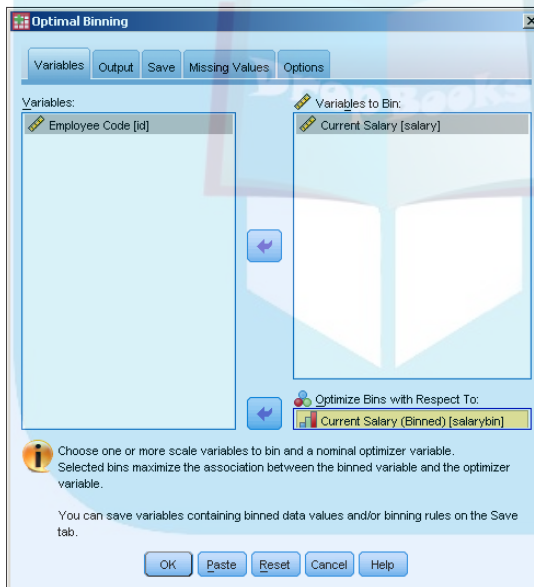 Optimal Binning
Variables Output Save Missing Values Options
Variables:
Employee Code [id]
Variables to Bin:
Current Salary [salary]
Optimize Bins with Respect To:
Current Salary (Binned) [salarybin]
Choose one or more scale variables to bin and a nominal optimizer variable.
Selected bins maximize the association between the binned variable and the optimizer
variable.
You can save variables containing binned data values and/or binning rules on the Save
tab.
OK Paste Reset Cancel Help
DropBooks